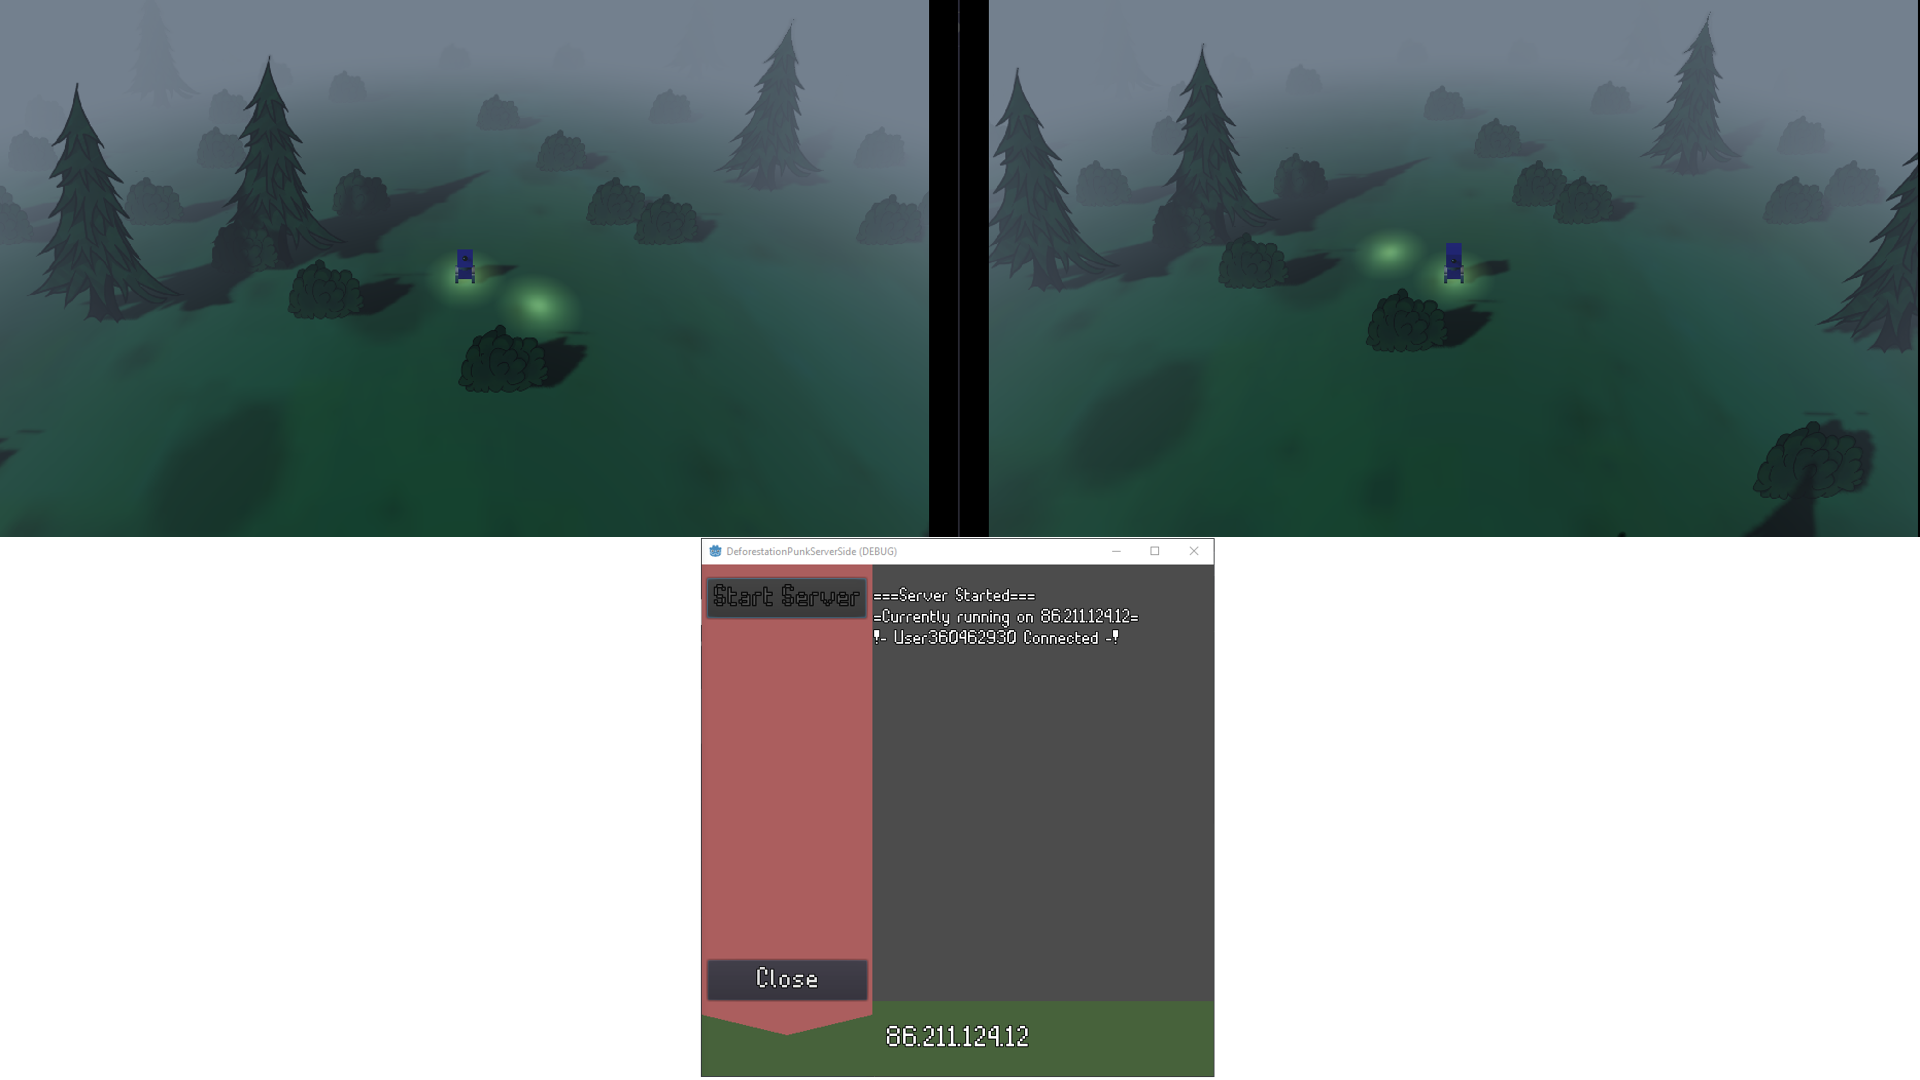 DeforestationPunkServerSide (DEBUG)
Start Server
===Server Started===
=Currently running on 86.211.124.12=
!- User360462930 Connected -!
Close
86.211.124.12